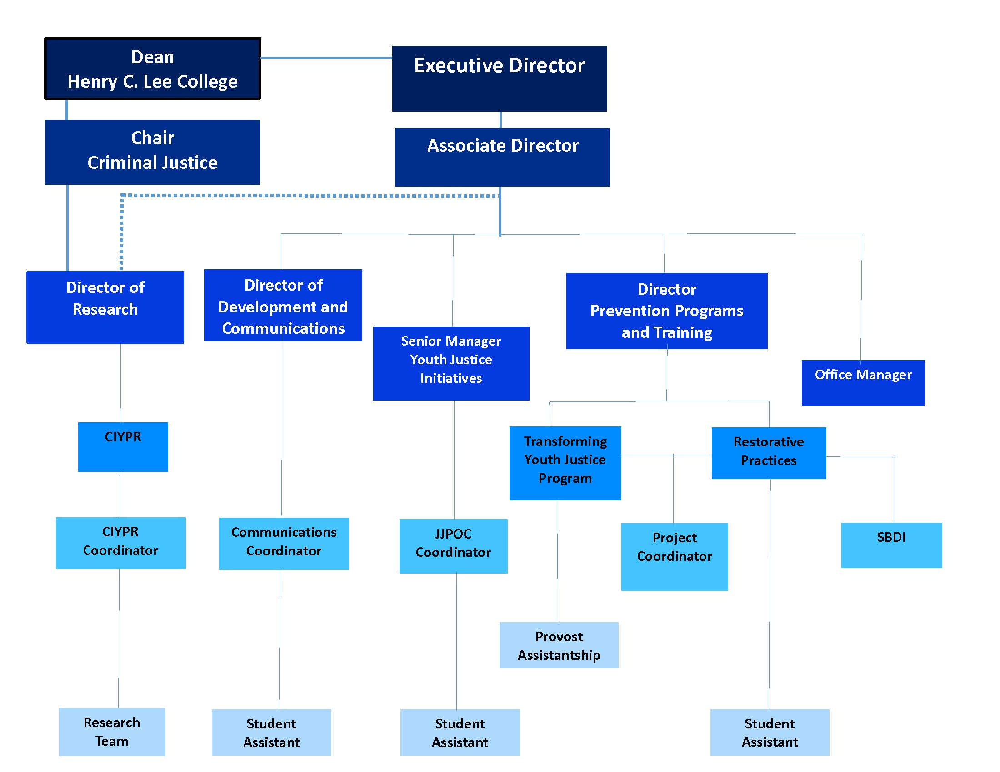 Dean
Henry C. Lee College
Executive Director
Chair
Criminal Justice
Associate Director
Director of
Research
Director of
Development and
Communications
Senior Manager
Youth Justice
Initiatives
Director
Prevention Programs
and Training
Office Manager
CIYPR
Transforming
Youth Justice
Program
Restorative
Practices
CIYPR
Coordinator
Communications
Coordinator
JJPOC
Coordinator
Project
Coordinator
SBDI
Provost
Assistantship
Research
Team
Student
Assistant
Student
Assistant
Student
Assistant